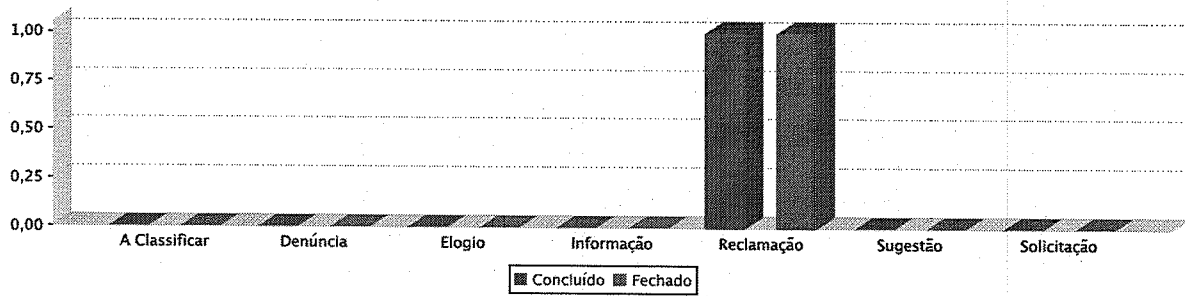 1,00
0,75
0,50
0,25
0,00
A Classificar Denúncia Elogio Informação Reclamação Sugestão Solicitação
Concluído Fechado